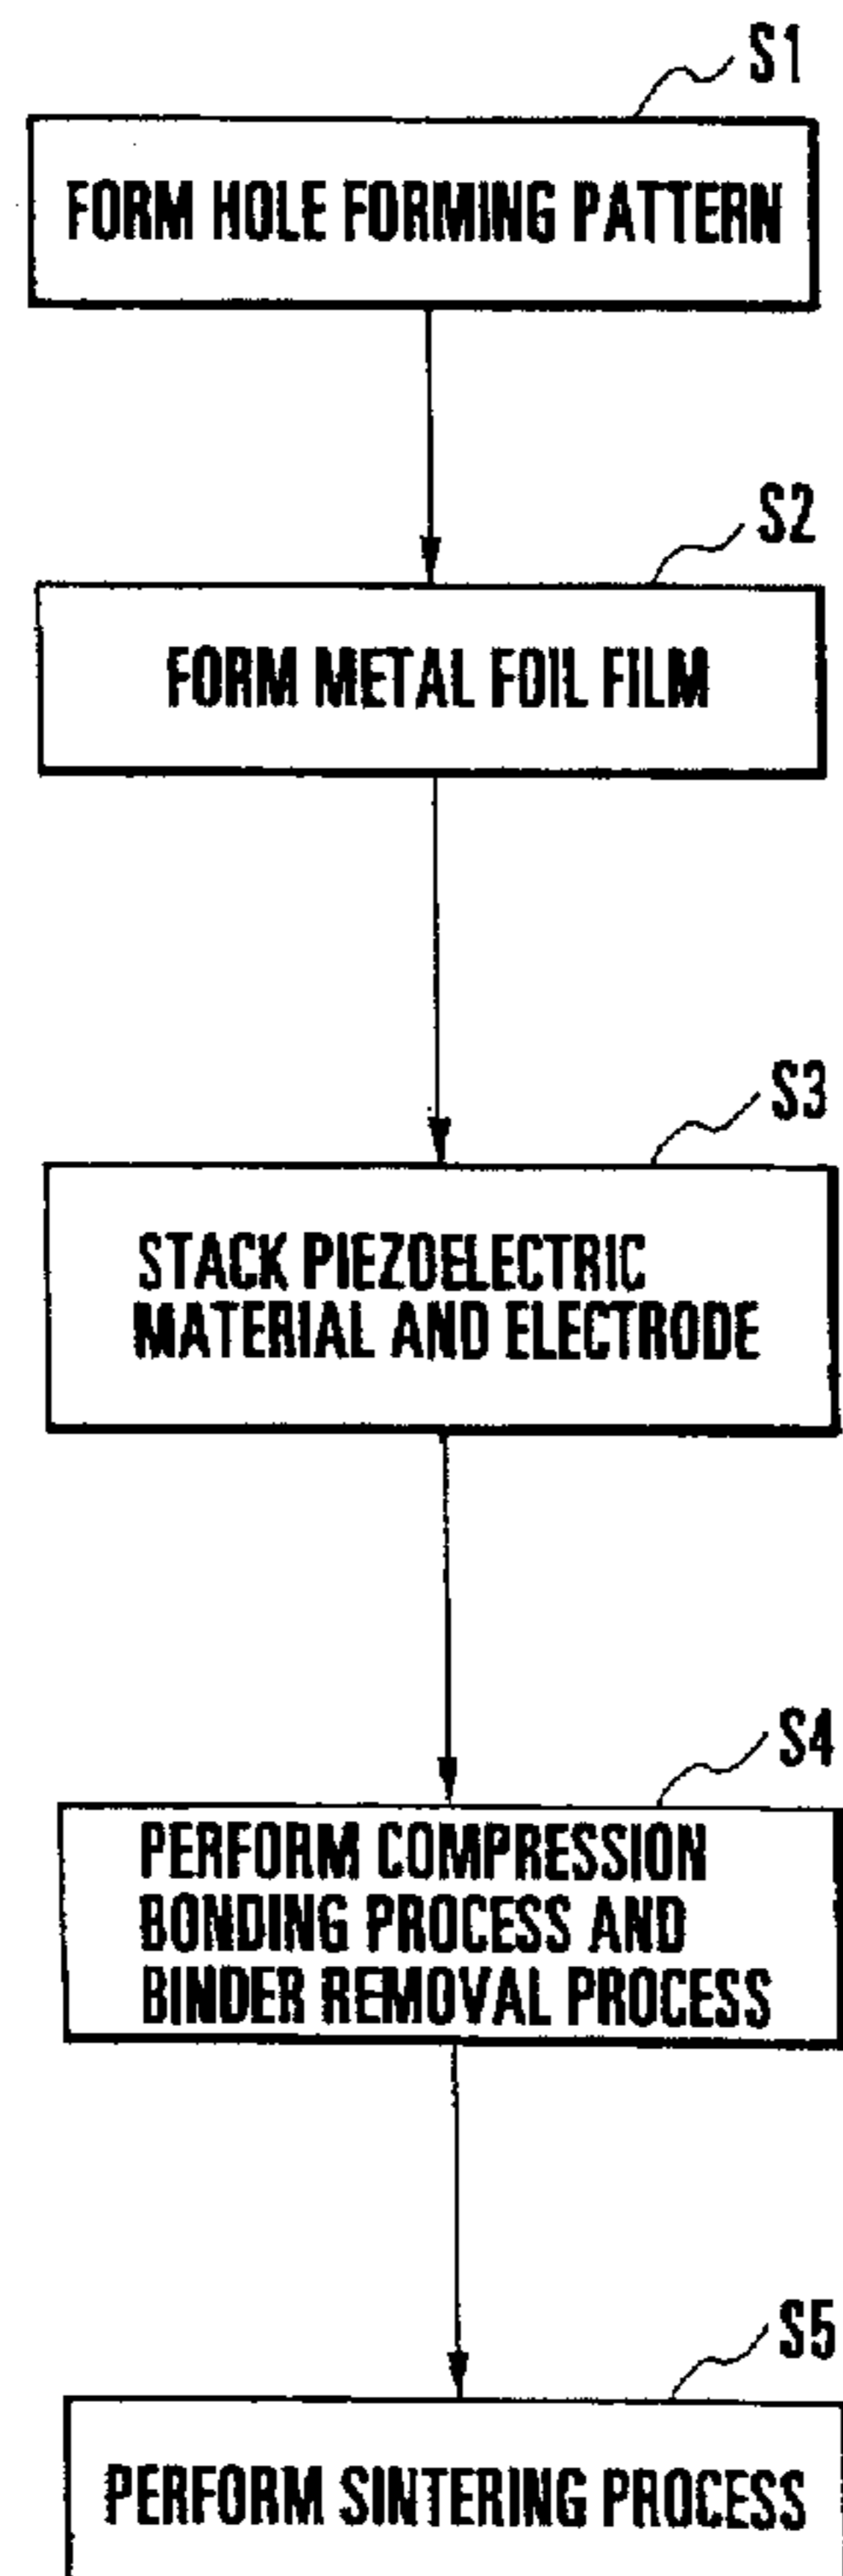 S1
FORM HOLE FORMING PATTERN
S2
FORM METAL FOIL FILM
S3
STACK PIEZOELECTRIC
MATERIAL AND ELECTRODE
S4
PERFORM COMPRESSION
BONDING PROCESS AND
BINDER REMOVAL PROCESS
S5
PERFORM SINTERING PROCESS